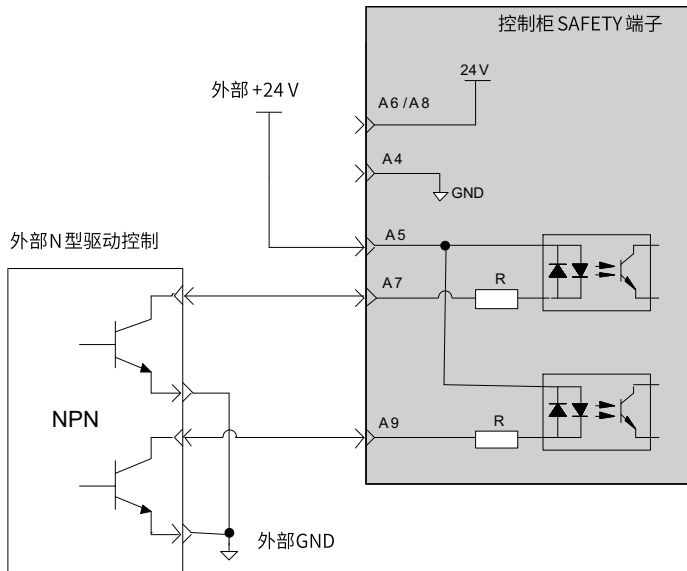 控制柜 SAFETY 端子
24 V
外部 +24 V
A6 / A8
A4
GND
外部 N 型驱动控制
A5
A7
R
NPN
A9
R
外部GND